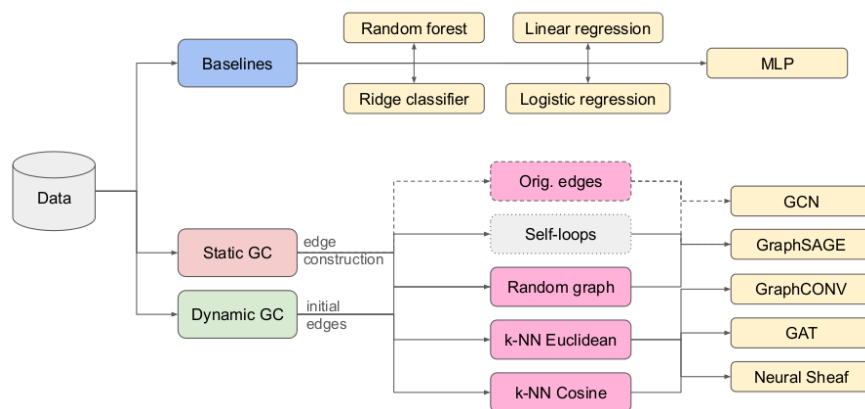 Random forest
Linear regression
Baselines
MLP
Ridge classifier
Logistic regression
Data
Orig. edges
GCN
Self-loops
Static GC
edge
construction
GraphSAGE
Random graph
GraphCONV
Dynamic GC
initial
edges
k-NN Euclidean
GAT
k-NN Cosine
Neural Sheaf